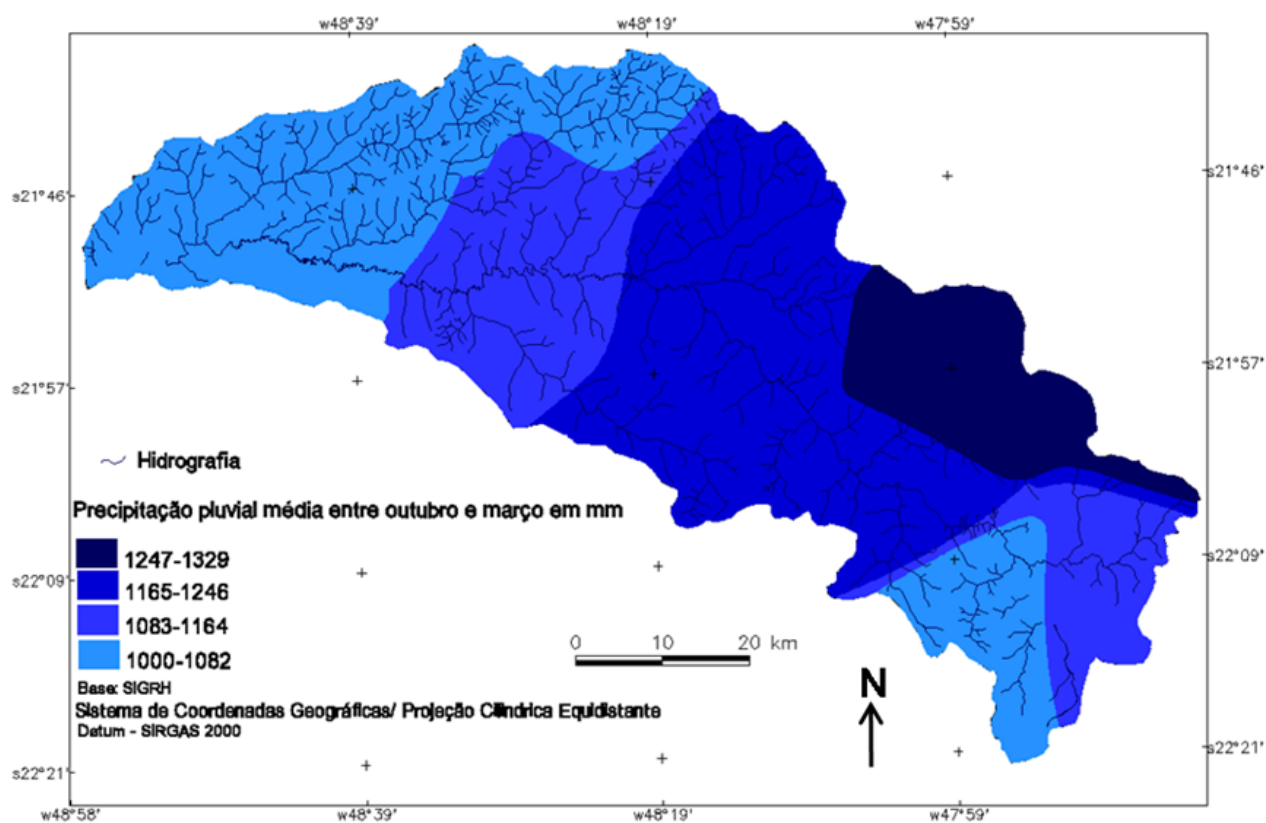 w48°39' w48°19' w47°59'
s21°46' s21°46'
s21°57' s21°57'
Hidrografia
Precipitação pluvial média entre outubro e março em mm
1247-1329
1165-1246
1083-1164
1000-1082
s22°09' s22°09'
0 10 20 km
N
Base: SIGRH
Sistema de Coordenadas Geográficas/ Projeção Cilíndrica Equidistante
Datum - SIRGAS 2000
s22°21' s22°21'
w48°58' w48°39' w48°19' w47°59'